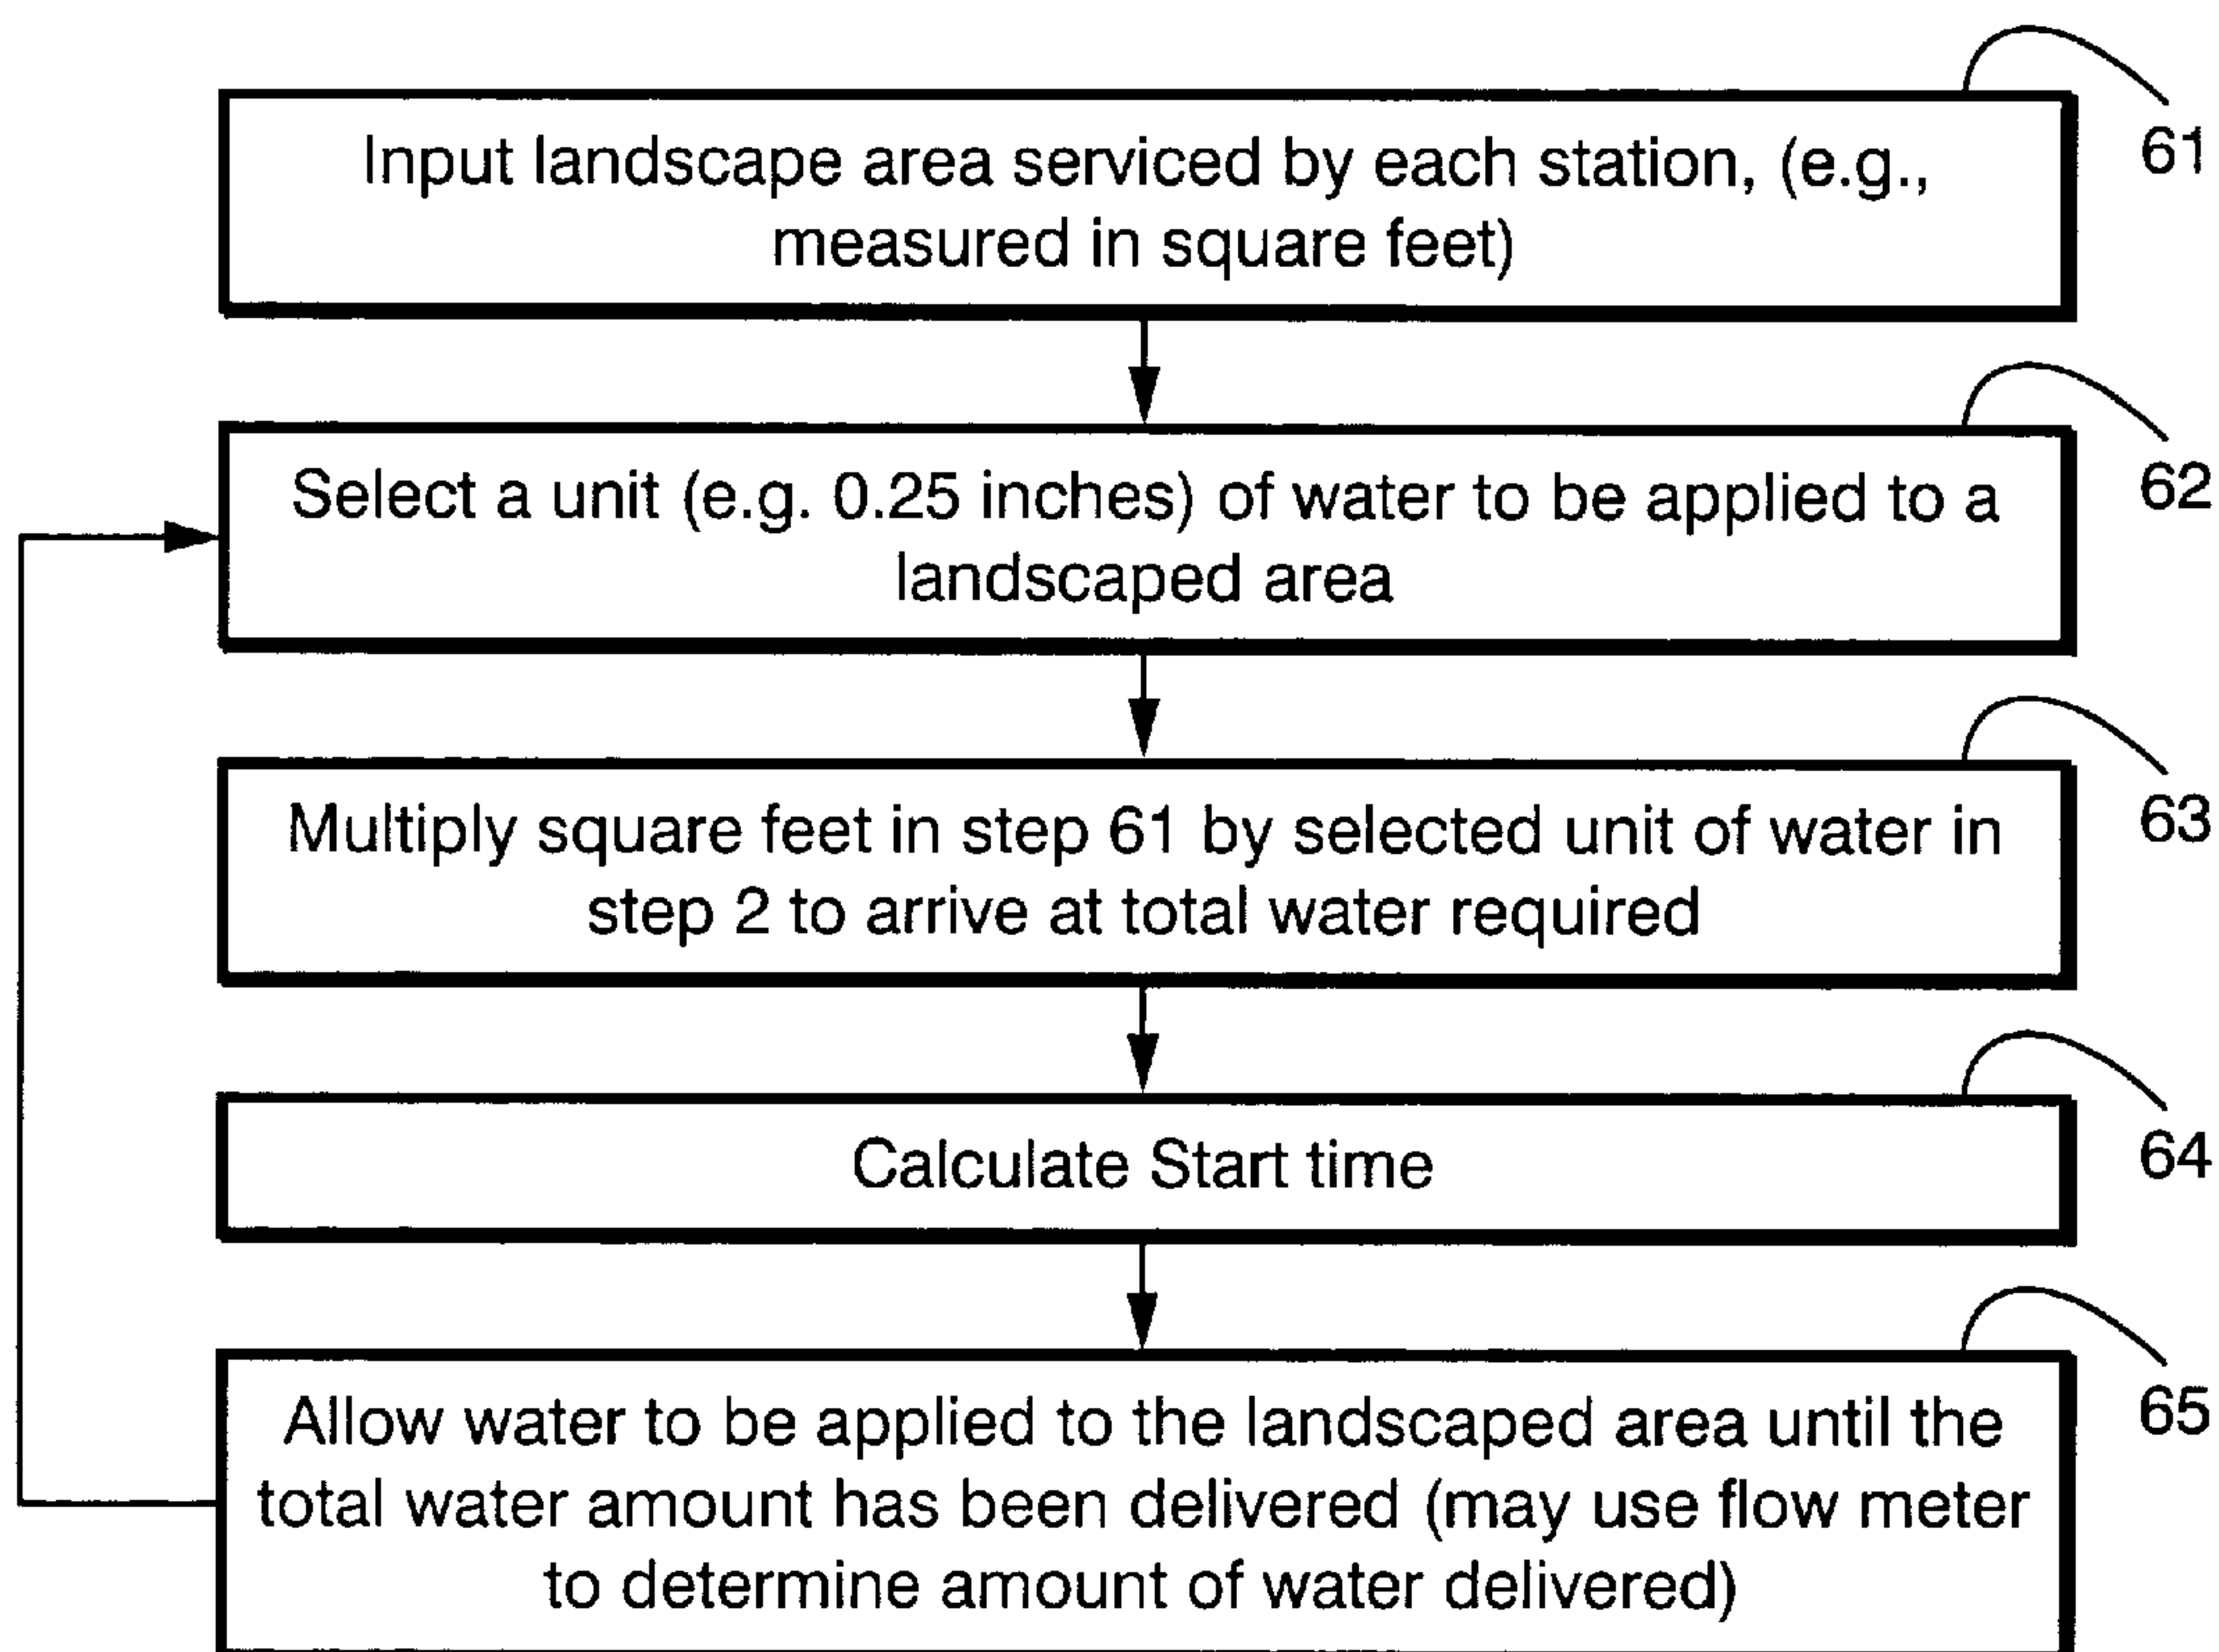 61
Input landscape area serviced by each station, (e.g.,
measured in square feet)
62
Select a unit (e.g. 0.25 inches) of water to be applied to a
landscaped area
63
Multiply square feet in step 61 by selected unit of water in
step 2 to arrive at total water required
64
Calculate Start time
65
Allow water to be applied to the landscaped area until the
total water amount has been delivered (may use flow meter
to determine amount of water delivered)